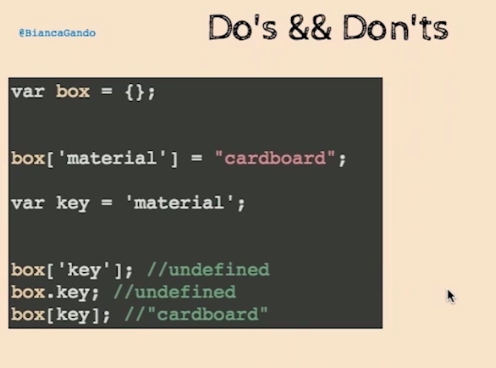 @BiancaGando
Do's && Don'ts
var box = {};
box['material'] = "cardboard";
var key = 'material';
box['key']; //undefined
box.key; //undefined
box[key]; //"cardboard"